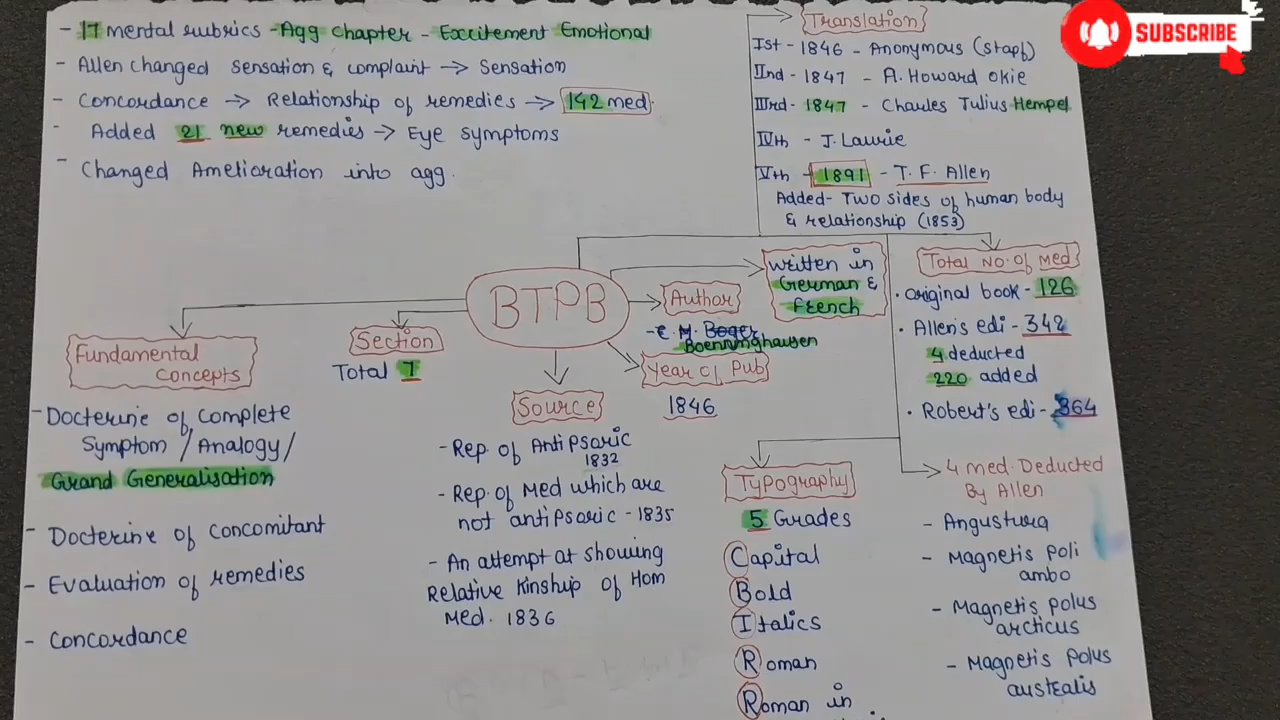 - 17 mental rubrics - Agg chapter - Excitement Emotional
- Allen changed sensation & complaint → Sensation
- Concordance → Relationship of remedies → 142 med.
- Added 21 new remedies → Eye symptoms
- Changed Amelioration into agg.
Translation
Ist - 1846 - Anonymous (Stapf)
IInd - 1847 - A. Howard Okie
IIIrd - 1847 - Charles Julius Hempel
IVth - J. Laurie
Vth - 1891 - T. F. Allen
Added - Two sides of human body
& relationship (1853)
BTPB
Fundamental
Concepts
- Docterine of complete
Symptom / Analogy /
Grand Generalisation
- Docterine of concomitant
- Evaluation of remedies
- Concordance
Section
Total 7
Source
- Rep. of Anti Psoric
1832
- Rep. of Med which are
not antipsoric - 1835
- An attempt at showing
Relative Kinship of Hom
Med. 1836
Author
- C. M. Boger
Boenninghausen
Year of Pub
1846
written in
German &
French
Total No. of Med
• original book - 126
• Allen's edi - 342
4 deducted
220 added
• Robert's edi - 364
Typography
5 Grades
Capital
Bold
Italics
Roman
Roman in
4 med. Deducted
By Allen
- Angustura
- Magnetis poli
ambo
- Magnetis polus
arcticus
- Magnetis polus
australis
SUBSCRIBE